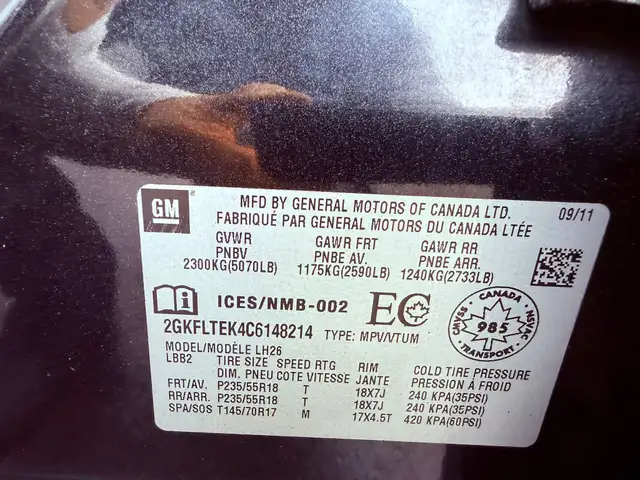 GM
MFD BY GENERAL MOTORS OF CANADA LTD. 09/11
FABRIQUÉ PAR GENERAL MOTORS DU CANADA LTÉE
GVWR GAWR FRT GAWR RR
PNBV PNBE AV. PNBE ARR.
2300KG(5070LB) 1175KG(2590LB) 1240KG(2733LB)
i ICES/NMB-002 EC
CANADA
CMVSS 985 NSVAC
TRANSPORT
2GKFLTEK4C6148214 TYPE: MPV/VTUM
MODEL/MODÈLE LH26
LBB2 TIRE SIZE SPEED RTG RIM COLD TIRE PRESSURE
DIM. PNEU COTE VITESSE JANTE PRESSION À FROID
FRT/AV. P235/55R18 T 18X7J 240 KPA(35PSI)
RR/ARR. P235/55R18 T 18X7J 240 KPA(35PSI)
SPA/SOS T145/70R17 M 17X4.5T 420 KPA(60PSI)